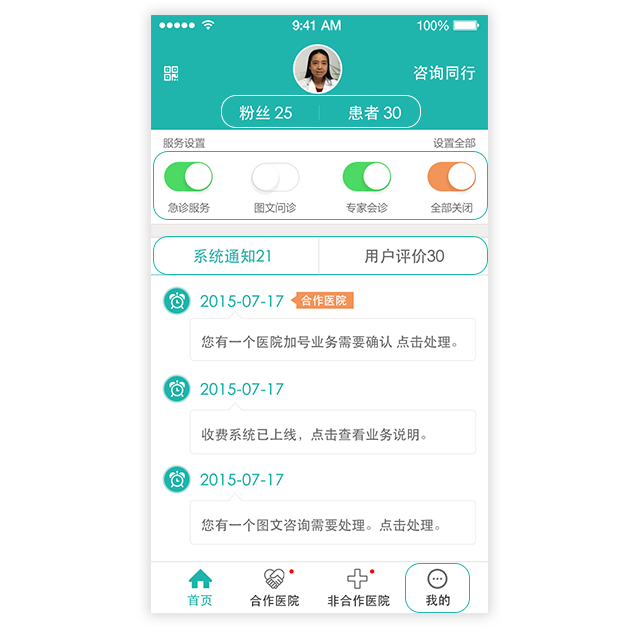 9:41 AM 100%
咨询同行
粉丝 25 患者 30
服务设置 设置全部
急诊服务 图文问诊 专家会诊 全部关闭
系统通知21 用户评价30
2015-07-17 合作医院
您有一个医院加号业务需要确认 点击处理。
2015-07-17
收费系统已上线，点击查看业务说明。
2015-07-17
您有一个图文咨询需要处理。点击处理。
首页 合作医院 非合作医院 我的